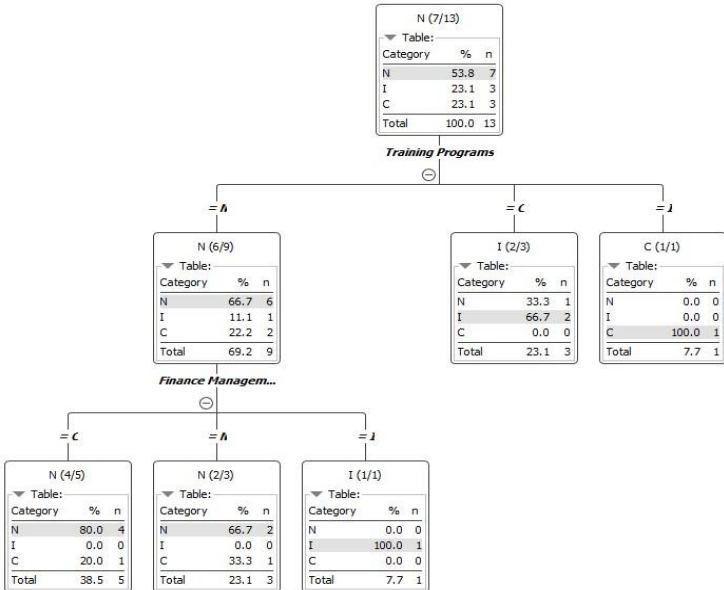 N (7/13)
Table:
Category % n
N 53.8 7
I 23.1 3
C 23.1 3
Total 100.0 13
Training Programs
= N
= C
= I
N (6/9)
Table:
Category % n
N 66.7 6
I 11.1 1
C 22.2 2
Total 69.2 9
I (2/3)
Table:
Category % n
N 33.3 1
I 66.7 2
C 0.0 0
Total 23.1 3
C (1/1)
Table:
Category % n
N 0.0 0
I 0.0 0
C 100.0 1
Total 7.7 1
Finance Managem...
= C
= N
= I
N (4/5)
Table:
Category % n
N 80.0 4
I 0.0 0
C 20.0 1
Total 38.5 5
N (2/3)
Table:
Category % n
N 66.7 2
I 0.0 0
C 33.3 1
Total 23.1 3
I (1/1)
Table:
Category % n
N 0.0 0
I 100.0 1
C 0.0 0
Total 7.7 1